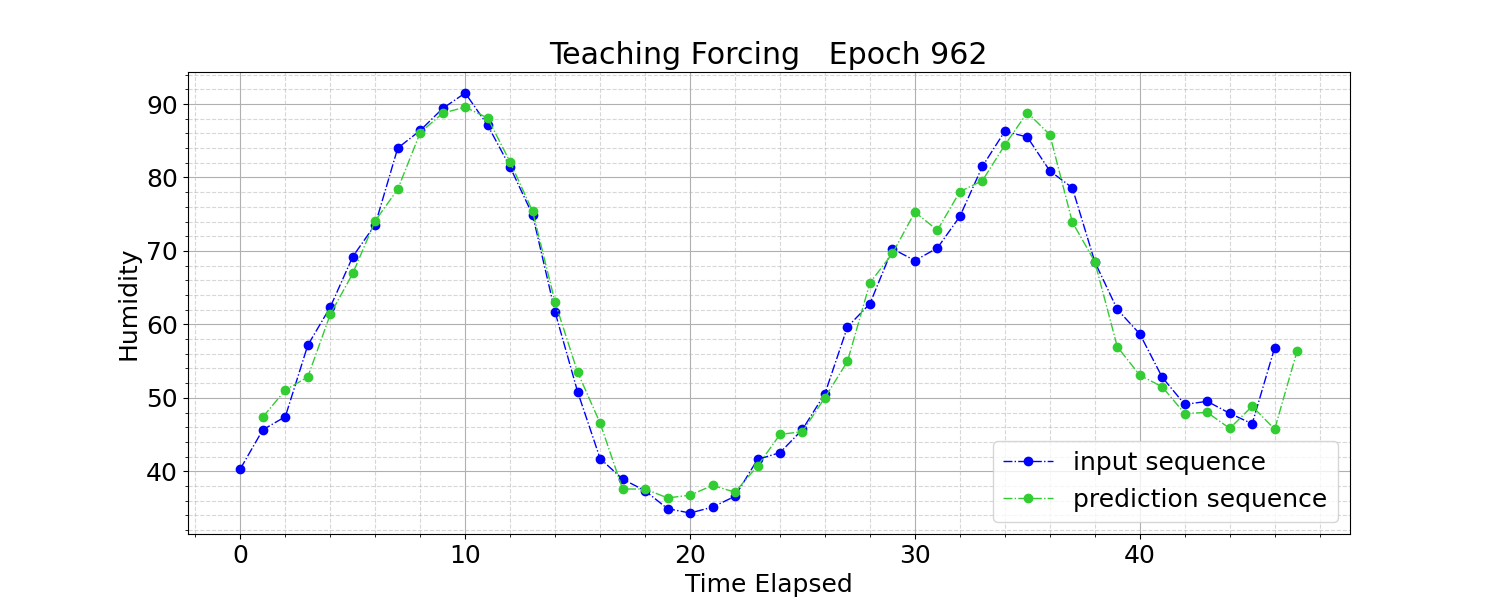 Teaching Forcing   Epoch 962
Humidity
90
80
70
60
50
40
input sequence
prediction sequence
0 10 20 30 40
Time Elapsed